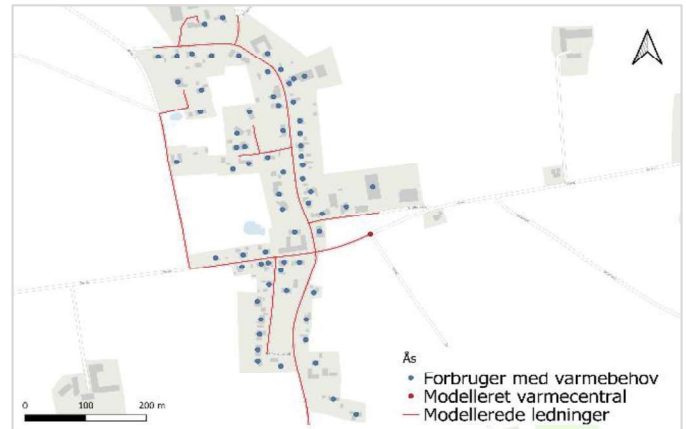 Ås
Forbruger med varmebehov
Modelleret varmecentral
Modellerede ledninger
0 100 200 m